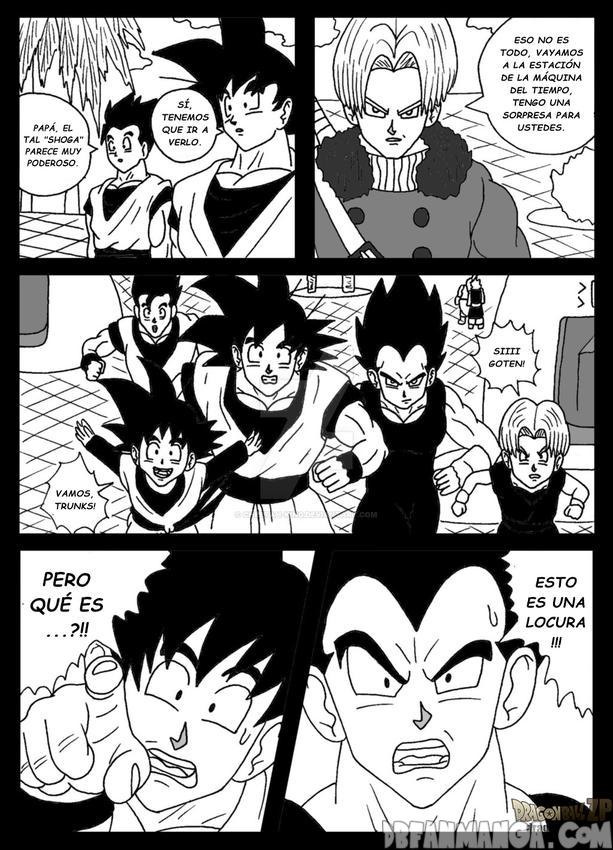 PAPÁ, EL
TAL "SHOGA"
PARECE MUY
PODEROSO.
SÍ,
TENEMOS
QUE IR A
VERLO.
ESO NO ES
TODO, VAYAMOS
A LA ESTACIÓN
DE LA MÁQUINA
DEL TIEMPO,
TENGO UNA
SORPRESA PARA
USTEDES.
VAMOS,
TRUNKS!
SIIII
GOTEN!
PERO
QUÉ ES
...?!!
ESTO
ES UNA
LOCURA
!!!
DRAGON BALL ZP
DBFANMANGA.COM